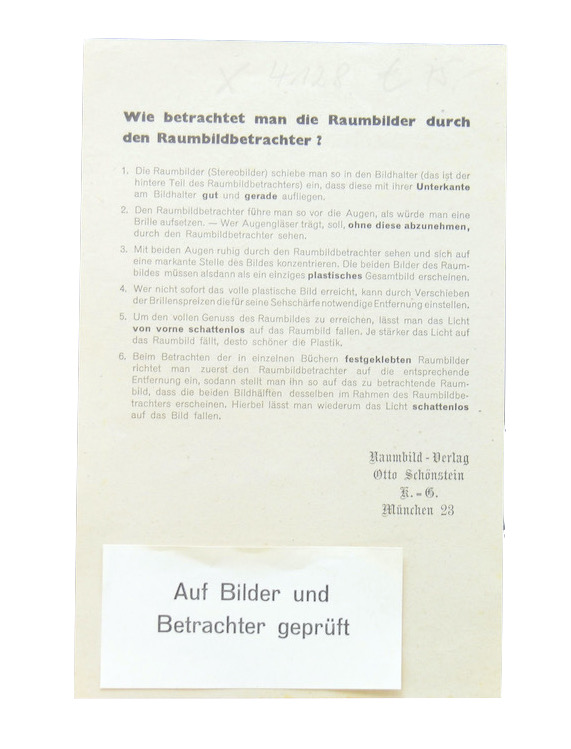 Wie betrachtet man die Raumbilder durch
den Raumbildbetrachter?
1. Die Raumbilder (Stereobilder) schiebe man so in den Bildhalter (das ist der
hintere Teil des Raumbildbetrachters) ein, dass diese mit ihrer Unterkante
am Bildhalter gut und gerade aufliegen.
2. Den Raumbildbetrachter führe man so vor die Augen, als würde man eine
Brille aufsetzen. — Wer Augengläser trägt, soll, ohne diese abzunehmen,
durch den Raumbildbetrachter sehen.
3. Mit beiden Augen ruhig durch den Raumbildbetrachter sehen und sich auf
eine markante Stelle des Bildes konzentrieren. Die beiden Bilder des Raum-
bildes müssen alsdann als ein einziges plastisches Gesamtbild erscheinen.
4. Wer nicht sofort das volle plastische Bild erreicht, kann durch Verschieben
der Brillenspreizen die für seine Sehschärfe notwendige Entfernung einstellen.
5. Um den vollen Genuss des Raumbildes zu erreichen, lässt man das Licht
von vorne schattenlos auf das Raumbild fallen. Je stärker das Licht auf
das Raumbild fällt, desto schöner die Plastik.
6. Beim Betrachten der in einzelnen Büchern festgeklebten Raumbilder
richtet man zuerst den Raumbildbetrachter auf die entsprechende
Entfernung ein, sodann stellt man ihn so auf das zu betrachtende Raum-
bild, dass die beiden Bildhälften desselben im Rahmen des Raumbildbe-
trachters erscheinen. Hierbei lässt man wiederum das Licht schattenlos
auf das Bild fallen.
Raumbild-Verlag
Otto Schönstein
K.-G.
München 23
Auf Bilder und
Betrachter geprüft